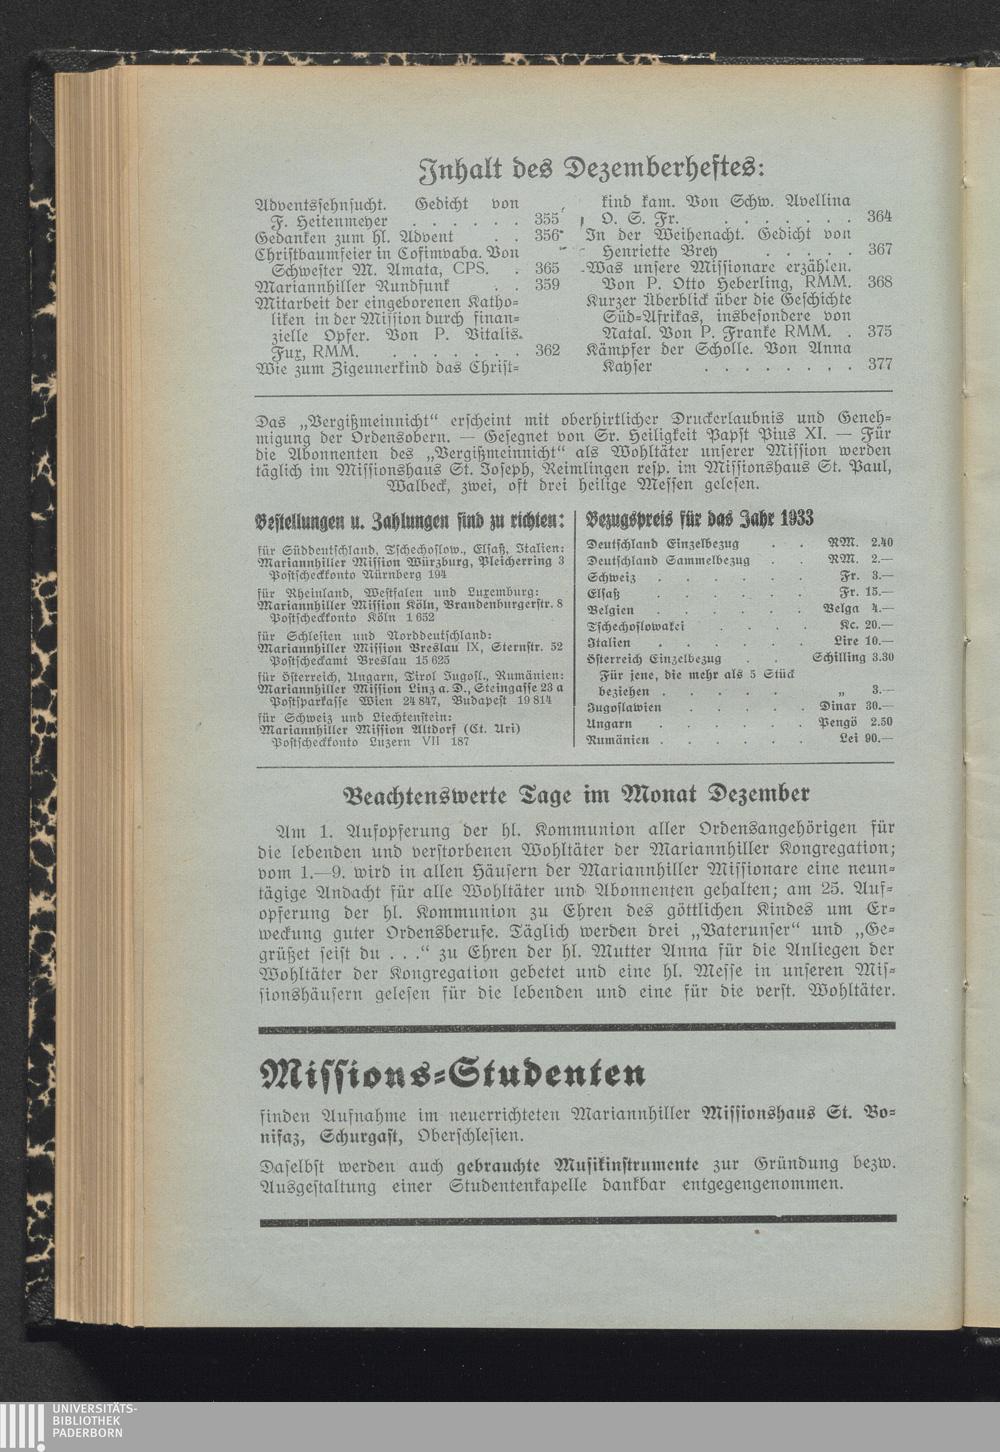 Inhalt des Dezemberheftes:
Adventssehnsucht. Gedicht von
F. Heitenmeyer . . . . . . 355
Gedanken zum hl. Advent . . 356
Christbaumfeier in Cofimvaba. Von
Schwester M. Amata, CPS. . 365
Mariannhiller Rundfunk . . 359
Mitarbeit der eingeborenen Katho-
liken in der Mission durch finan-
zielle Opfer. Von P. Vitalis
Fux, RMM. . . . . . . . 362
Wie zum Zigeunerkind das Christ-
kind kam. Von Schw. Avellina
O. S. Fr. . . . . . . . 364
In der Weihenacht. Gedicht von
Henriette Brey . . . . . 367
Was unsere Missionare erzählen.
Von P. Otto Heberling, RMM. 368
Kurzer Überblick über die Geschichte
Süd-Afrikas, insbesondere von
Natal. Von P. Franke RMM. . 375
Kämpfer der Scholle. Von Anna
Kayser . . . . . . . . 377
Das „Vergißmeinnicht“ erscheint mit oberhirtlicher Druckerlaubnis und Geneh-
migung der Ordensobern. — Gesegnet von Sr. Heiligkeit Papst Pius XI. — Für
die Abonnenten des „Vergißmeinnicht“ als Wohltäter unserer Mission werden
täglich im Missionshaus St. Joseph, Reimlingen resp. im Missionshaus St. Paul,
Walbeck, zwei, oft drei heilige Messen gelesen.
Bestellungen u. Zahlungen sind zu richten:
für Süddeutschland, Tschechoslow., Elsaß, Italien:
Mariannhiller Mission Würzburg, Pleicherring 3
Postscheckkonto Nürnberg 194
für Rheinland, Westfalen und Luxemburg:
Mariannhiller Mission Köln, Brandenburgerstr. 8
Postscheckkonto Köln 1 652
für Schlesien und Norddeutschland:
Mariannhiller Mission Breslau IX, Sternstr. 52
Postscheckamt Breslau 15 625
für Österreich, Ungarn, Tirol Jugosl., Rumänien:
Mariannhiller Mission Linz a. D., Steingasse 23 a
Postsparkasse Wien 24 847, Budapest 19 814
für Schweiz und Liechtenstein:
Mariannhiller Mission Altdorf (Ct. Uri)
Postscheckkonto Luzern VII 187
Bezugspreis für das Jahr 1933
Deutschland Einzelbezug . . RM. 2.40
Deutschland Sammelbezug . . RM. 2.—
Schweiz . . . . . . Fr. 3.—
Elsaß . . . . . . Fr. 15.—
Belgien . . . . . . Belga 4.—
Tschechoslowakei . . . . Kc. 20.—
Italien . . . . . . Lire 10.—
Österreich Einzelbezug . . Schilling 3.30
Für jene, die mehr als 5 Stück
beziehen . . . . . „ 3.—
Jugoslawien . . . . . Dinar 30.—
Ungarn . . . . . . Pengö 2.50
Rumänien . . . . . . Lei 90.—
Beachtenswerte Tage im Monat Dezember
Am 1. Aufopferung der hl. Kommunion aller Ordensangehörigen für
die lebenden und verstorbenen Wohltäter der Mariannhiller Kongregation;
vom 1.—9. wird in allen Häusern der Mariannhiller Missionare eine neun-
tägige Andacht für alle Wohltäter und Abonnenten gehalten; am 25. Auf-
opferung der hl. Kommunion zu Ehren des göttlichen Kindes um Er-
weckung guter Ordensberufe. Täglich werden drei „Vaterunser“ und „Ge-
grüßet seist du . . .“ zu Ehren der hl. Mutter Anna für die Anliegen der
Wohltäter der Kongregation gebetet und eine hl. Messe in unseren Mis-
sionshäusern gelesen für die lebenden und eine für die verst. Wohltäter.
Missions-Studenten
finden Aufnahme im neuerrichteten Mariannhiller Missionshaus St. Bo-
nifaz, Schurgast, Oberschlesien.
Daselbst werden auch gebrauchte Musikinstrumente zur Gründung bezw.
Ausgestaltung einer Studentenkapelle dankbar entgegengenommen.
UNIVERSITÄTS-
BIBLIOTHEK
PADERBORN